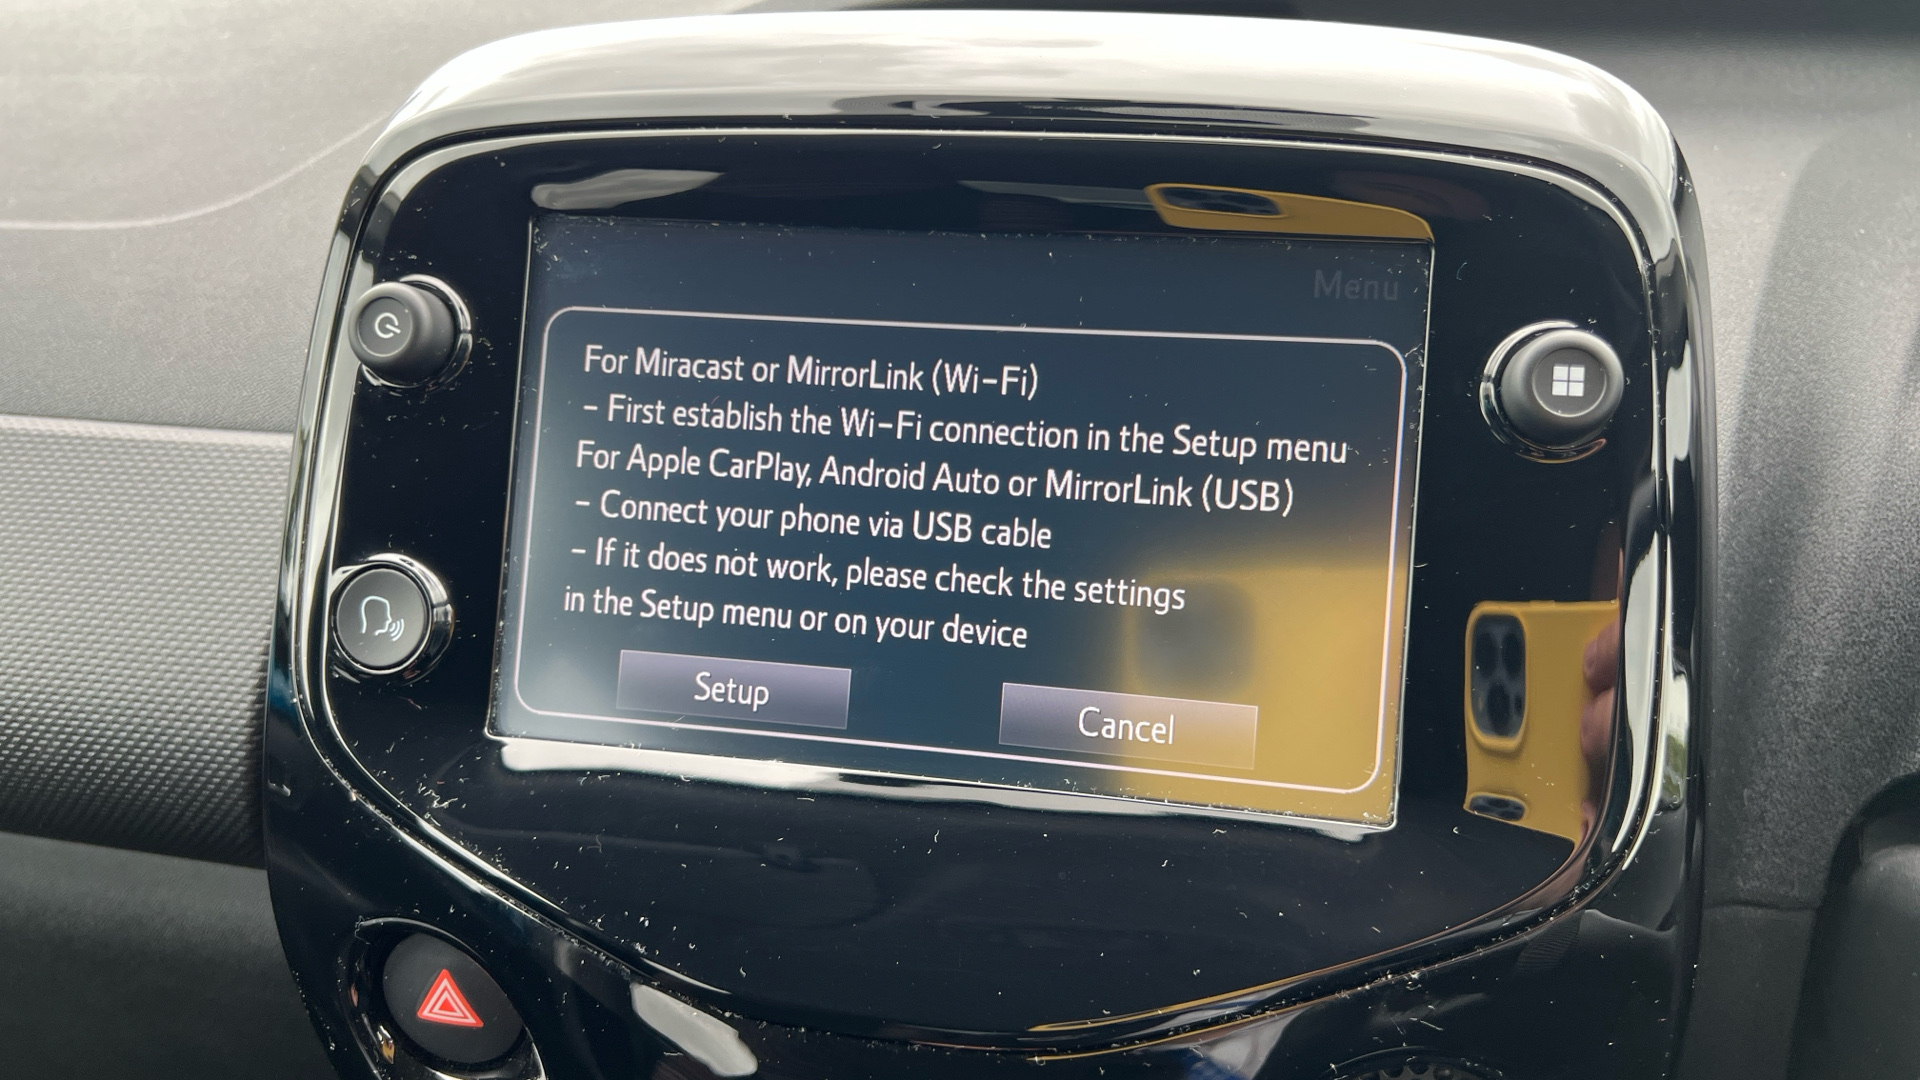 Menu
For Miracast or MirrorLink (Wi-Fi)
- First establish the Wi-Fi connection in the Setup menu
For Apple CarPlay, Android Auto or MirrorLink (USB)
- Connect your phone via USB cable
- If it does not work, please check the settings
in the Setup menu or on your device
Setup
Cancel